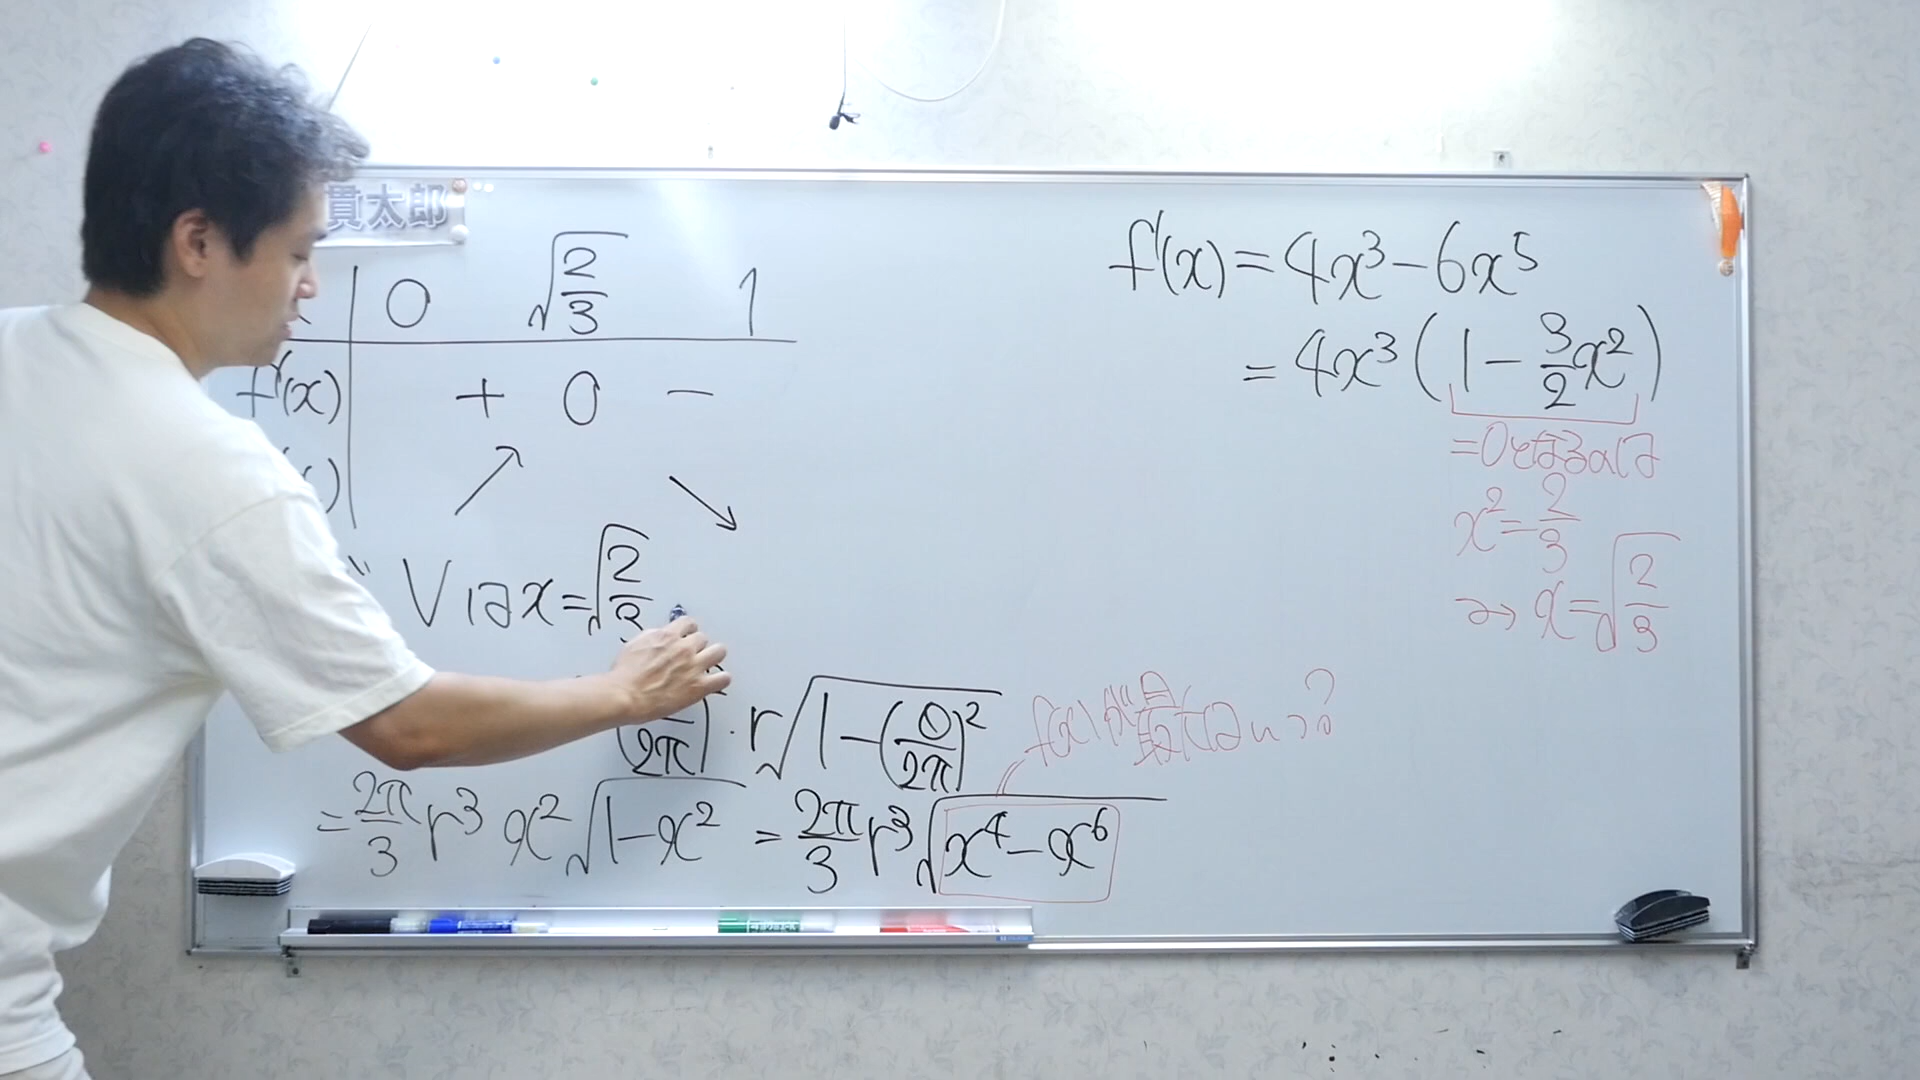 貫太郎
0 √(2/3) 1
f'(x) + 0 −
↗ ↘
V は x = √(2/3)
2π) · r√(1−(θ/2π)²)
= 2π/3 r³ x²√(1−x²) = 2π/3 r³√(x⁴−x⁶)
f(x)が最大はいつ?
f'(x) = 4x³ − 6x⁵
= 4x³(1 − 3/2 x²)
=0となるのは
x² = 2/3
→ x = √(2/3)